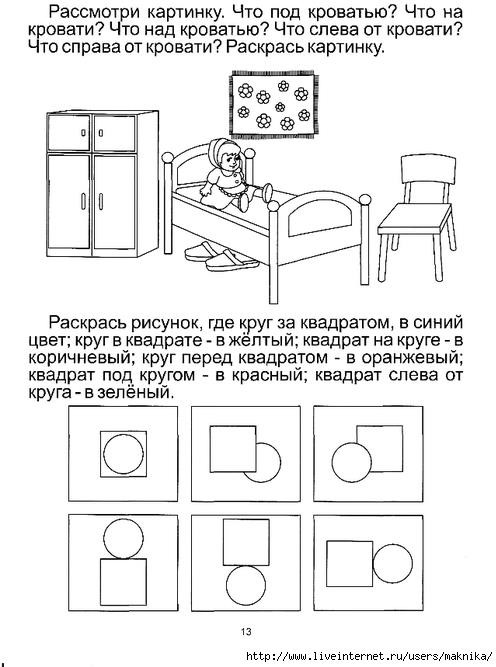 Рассмотри картинку. Что под кроватью? Что на
кровати? Что над кроватью? Что слева от кровати?
Что справа от кровати? Раскрась картинку.
Раскрась рисунок, где круг за квадратом, в синий
цвет; круг в квадрате - в жёлтый; квадрат на круге - в
коричневый; круг перед квадратом - в оранжевый;
квадрат под кругом - в красный; квадрат слева от
круга - в зелёный.
13
http://www.liveinternet.ru/users/maknika/